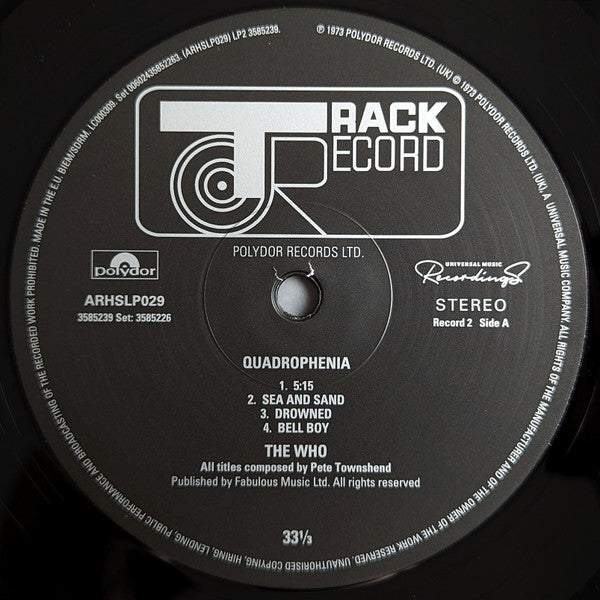 MADE IN THE E.U. BIEM/SDRM. LC000309. Set 00602435852263. (ARHSLP029) LP2 3585239.
℗ 1973 POLYDOR RECORDS LTD. (UK) © 1973 POLYDOR RECORDS LTD. (UK), A UNIVERSAL MUSIC COMPANY. ALL RIGHTS OF THE MANUFACTURER AND OF THE OWNER OF THE WORK RESERVED. UNAUTHORISED COPYING, HIRING, LENDING, PUBLIC PERFORMANCE AND BROADCASTING OF THE RECORDED WORK PROHIBITED.
TRACK
RECORD
POLYDOR RECORDS LTD.
polydor
UNIVERSAL MUSIC
Recordings
ARHSLP029
STEREO
3585239 Set: 3585226
Record 2 Side A
QUADROPHENIA
1. 5:15
2. SEA AND SAND
3. DROWNED
4. BELL BOY
THE WHO
All titles composed by Pete Townshend
Published by Fabulous Music Ltd. All rights reserved
33⅓